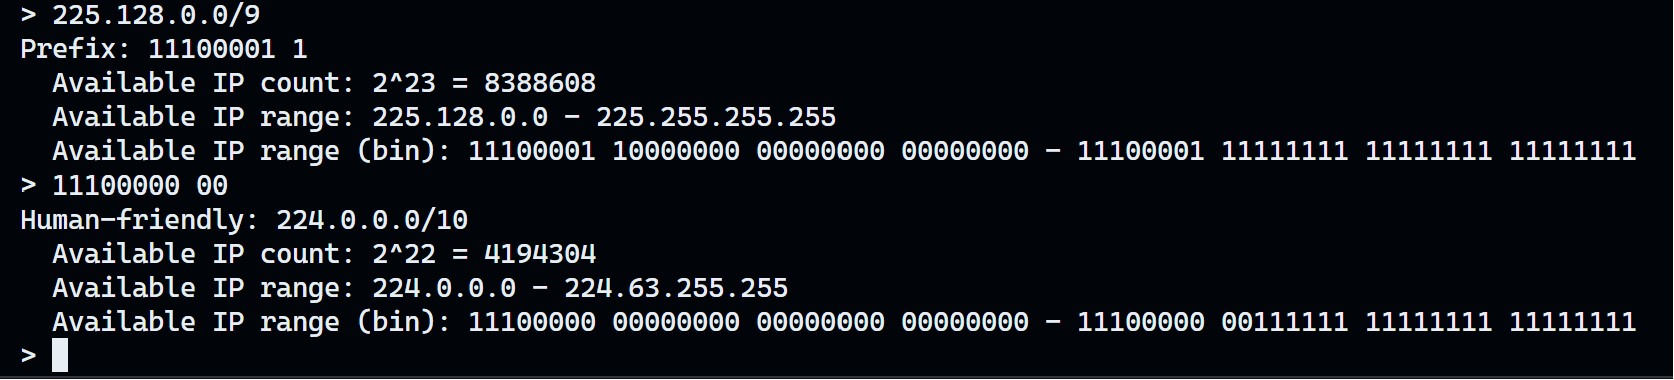 > 225.128.0.0/9
Prefix: 11100001 1
  Available IP count: 2^23 = 8388608
  Available IP range: 225.128.0.0 - 225.255.255.255
  Available IP range (bin): 11100001 10000000 00000000 00000000 - 11100001 11111111 11111111 11111111
> 11100000 00
Human-friendly: 224.0.0.0/10
  Available IP count: 2^22 = 4194304
  Available IP range: 224.0.0.0 - 224.63.255.255
  Available IP range (bin): 11100000 00000000 00000000 00000000 - 11100000 00111111 11111111 11111111
>